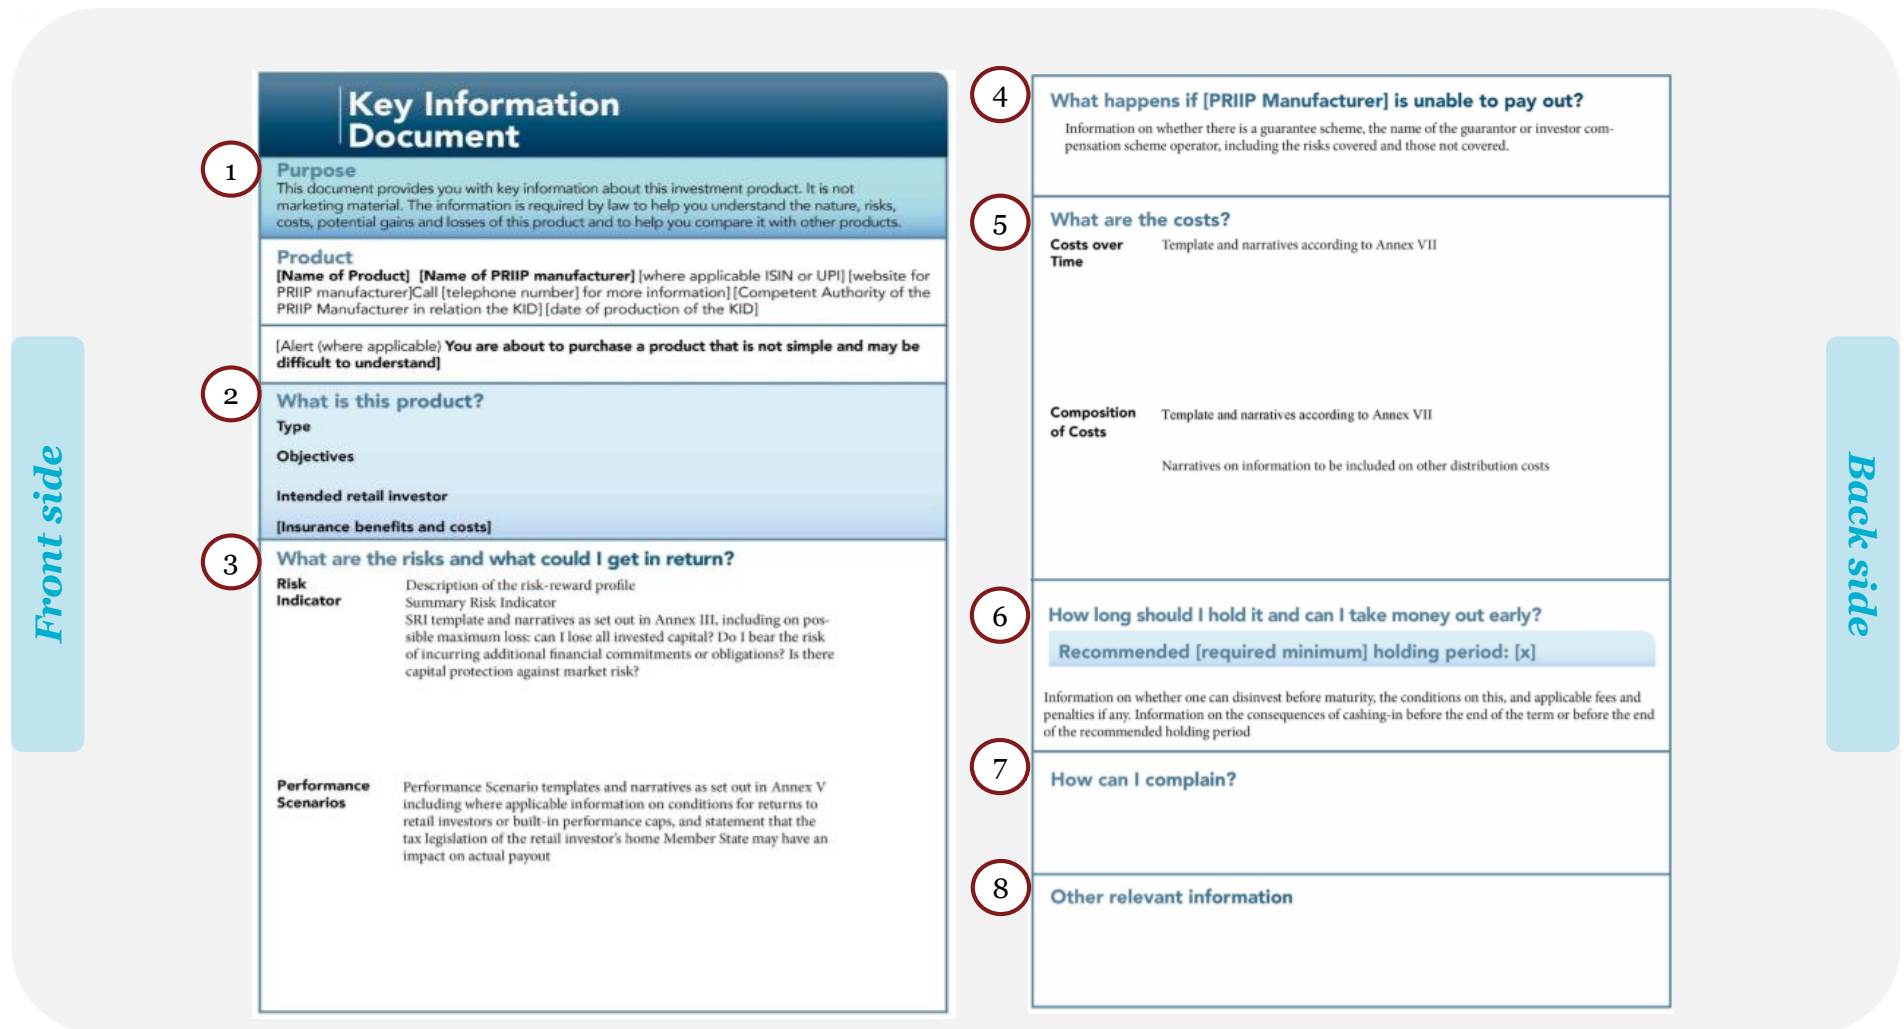 Front side
Key Information
Document
1
Purpose
This document provides you with key information about this investment product. It is not
marketing material. The information is required by law to help you understand the nature, risks,
costs, potential gains and losses of this product and to help you compare it with other products.
Product
[Name of Product] [Name of PRIIP manufacturer] [where applicable ISIN or UPI] [website for
PRIIP manufacturer]Call [telephone number] for more information] [Competent Authority of the
PRIIP Manufacturer in relation the KID] [date of production of the KID]
[Alert (where applicable) You are about to purchase a product that is not simple and may be
difficult to understand]
2
What is this product?
Type
Objectives
Intended retail investor
[Insurance benefits and costs]
3
What are the risks and what could I get in return?
Risk
Indicator
Description of the risk-reward profile
Summary Risk Indicator
SRI template and narratives as set out in Annex III, including on pos-
sible maximum loss: can I lose all invested capital? Do I bear the risk
of incurring additional financial commitments or obligations? Is there
capital protection against market risk?
Performance
Scenarios
Performance Scenario templates and narratives as set out in Annex V
including where applicable information on conditions for returns to
retail investors or built-in performance caps, and statement that the
tax legislation of the retail investor's home Member State may have an
impact on actual payout
4
What happens if [PRIIP Manufacturer] is unable to pay out?
Information on whether there is a guarantee scheme, the name of the guarantor or investor com-
pensation scheme operator, including the risks covered and those not covered.
5
What are the costs?
Costs over
Time
Template and narratives according to Annex VII
Composition
of Costs
Template and narratives according to Annex VII
Narratives on information to be included on other distribution costs
6
How long should I hold it and can I take money out early?
Recommended [required minimum] holding period: [x]
Information on whether one can disinvest before maturity, the conditions on this, and applicable fees and
penalties if any. Information on the consequences of cashing-in before the end of the term or before the end
of the recommended holding period
7
How can I complain?
8
Other relevant information
Back side